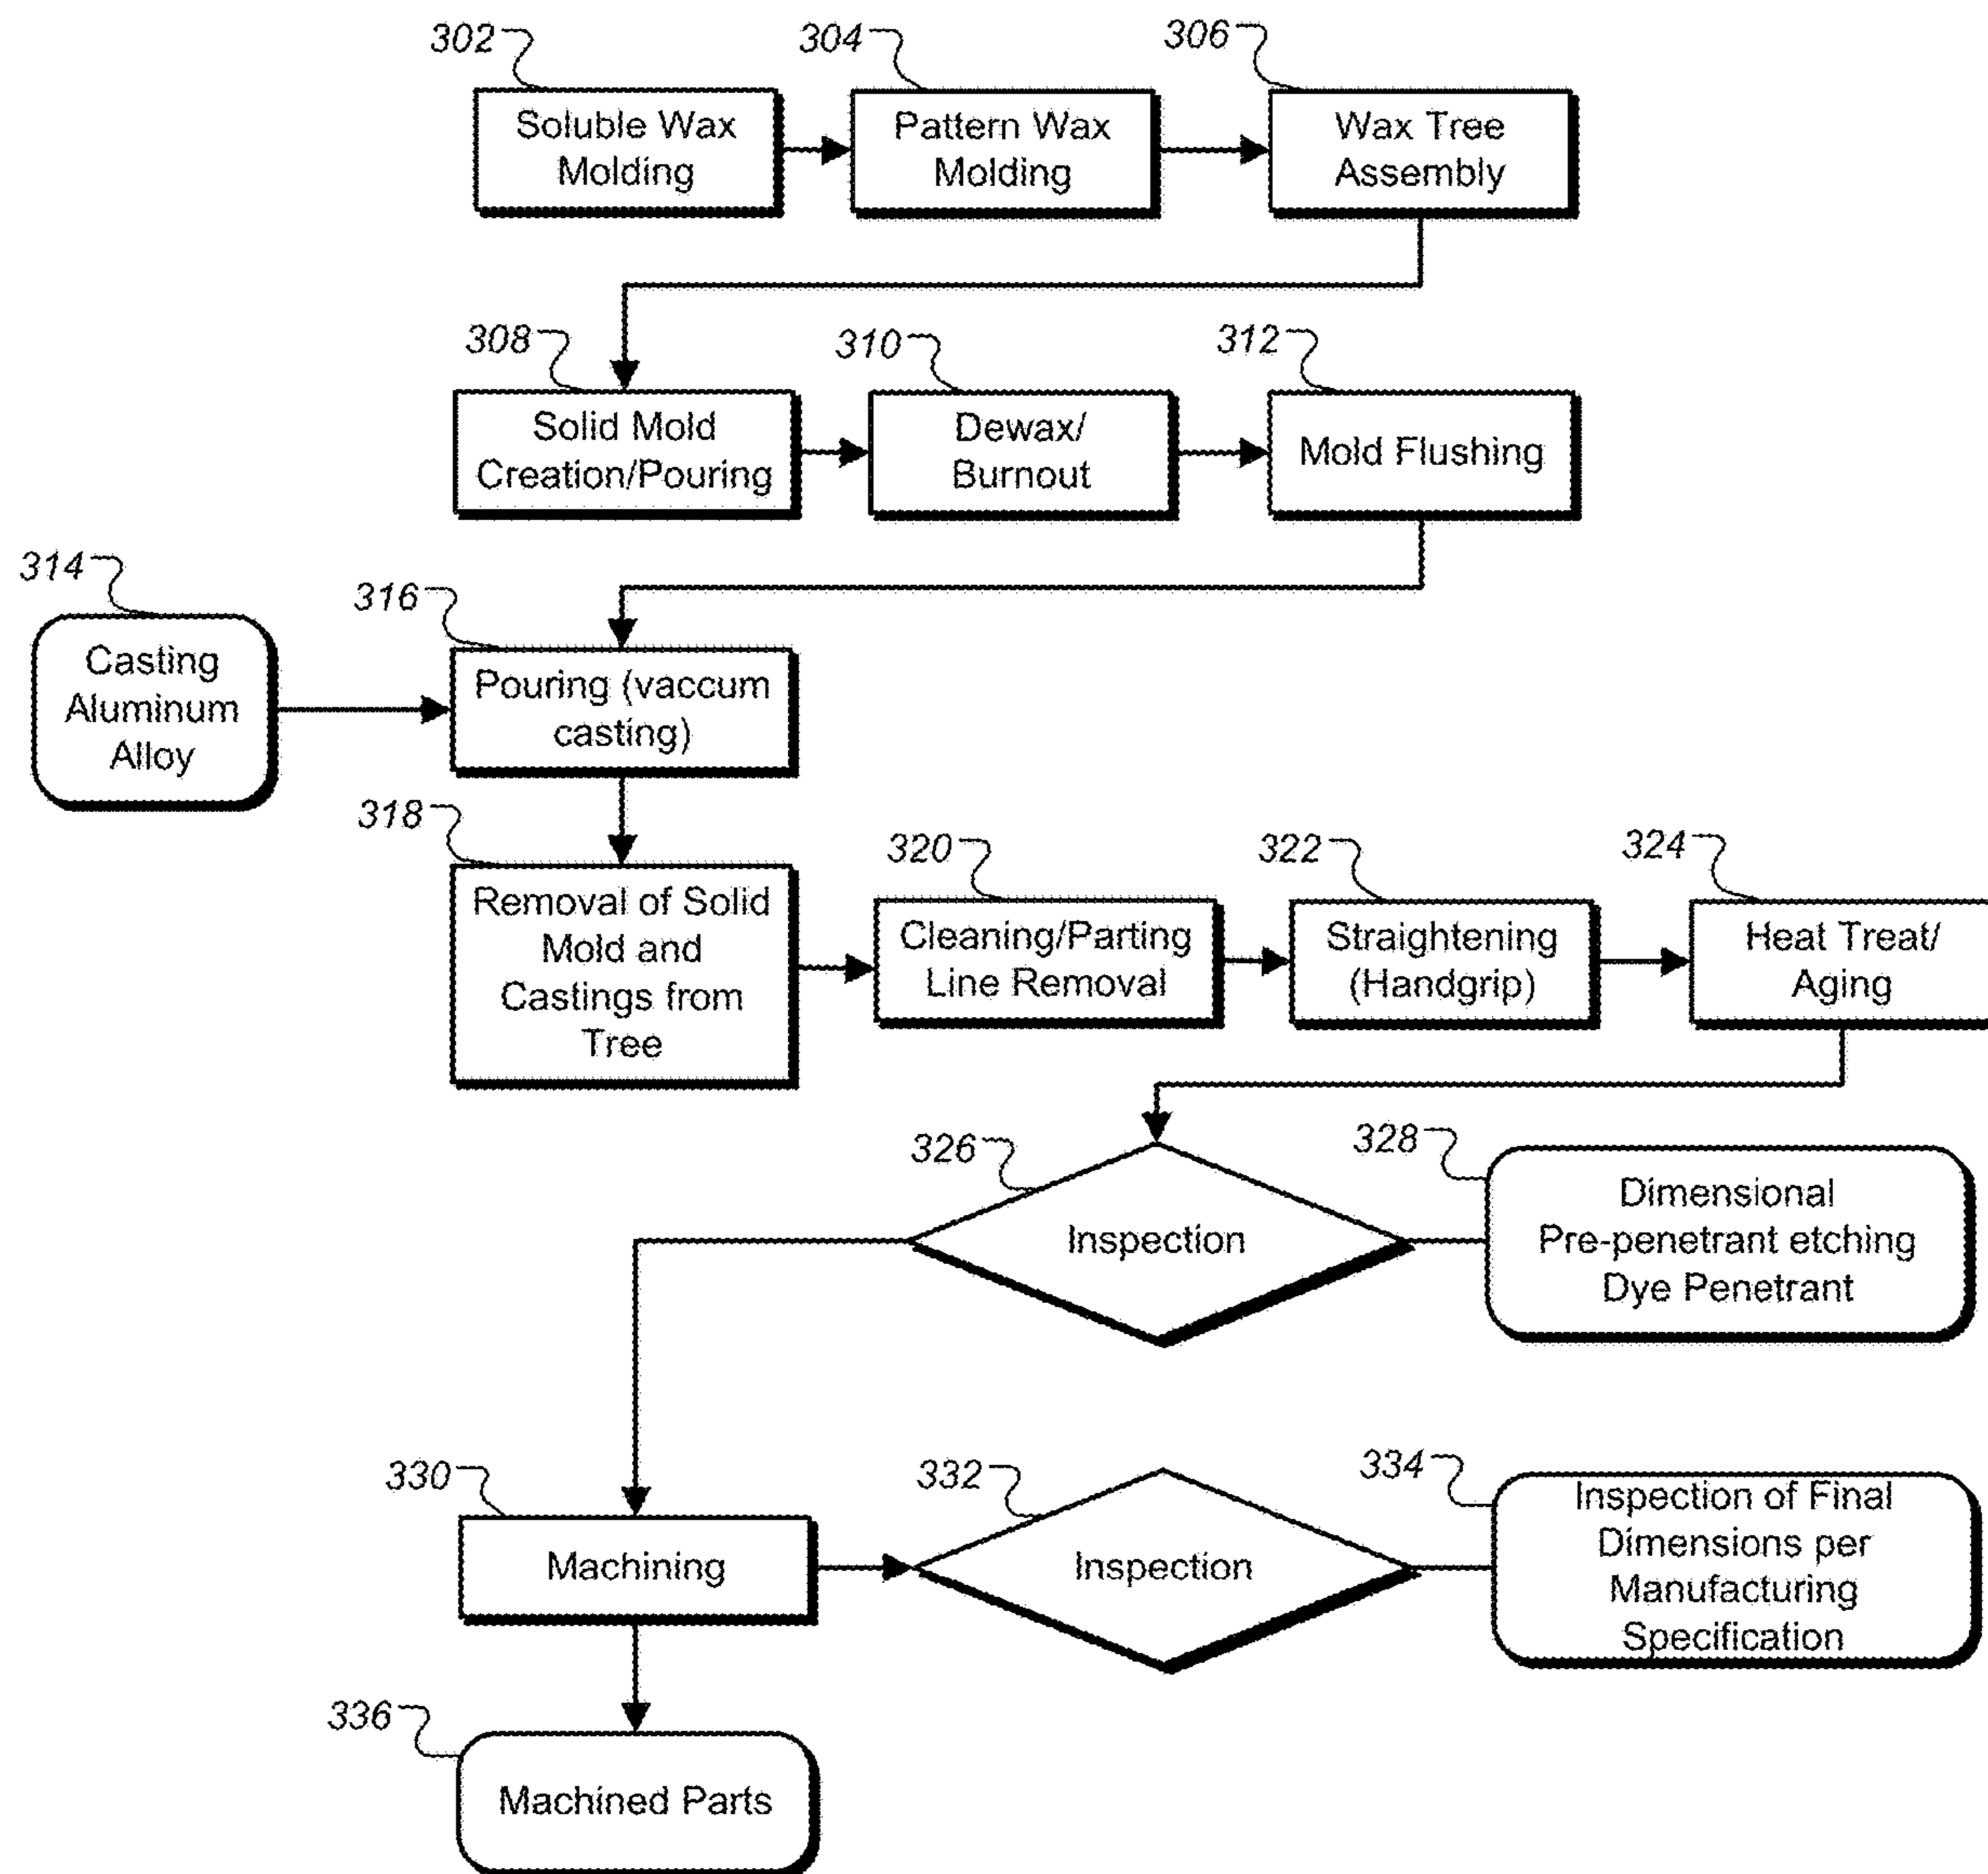 302
Soluble Wax
Molding
304
Pattern Wax
Molding
306
Wax Tree
Assembly
308
Solid Mold
Creation/Pouring
310
Dewax/
Burnout
312
Mold Flushing
314
Casting
Aluminum
Alloy
316
Pouring (vaccum
casting)
318
Removal of Solid
Mold and
Castings from
Tree
320
Cleaning/Parting
Line Removal
322
Straightening
(Handgrip)
324
Heat Treat/
Aging
326
Inspection
328
Dimensional
Pre-penetrant etching
Dye Penetrant
330
Machining
332
Inspection
334
Inspection of Final
Dimensions per
Manufacturing
Specification
336
Machined Parts